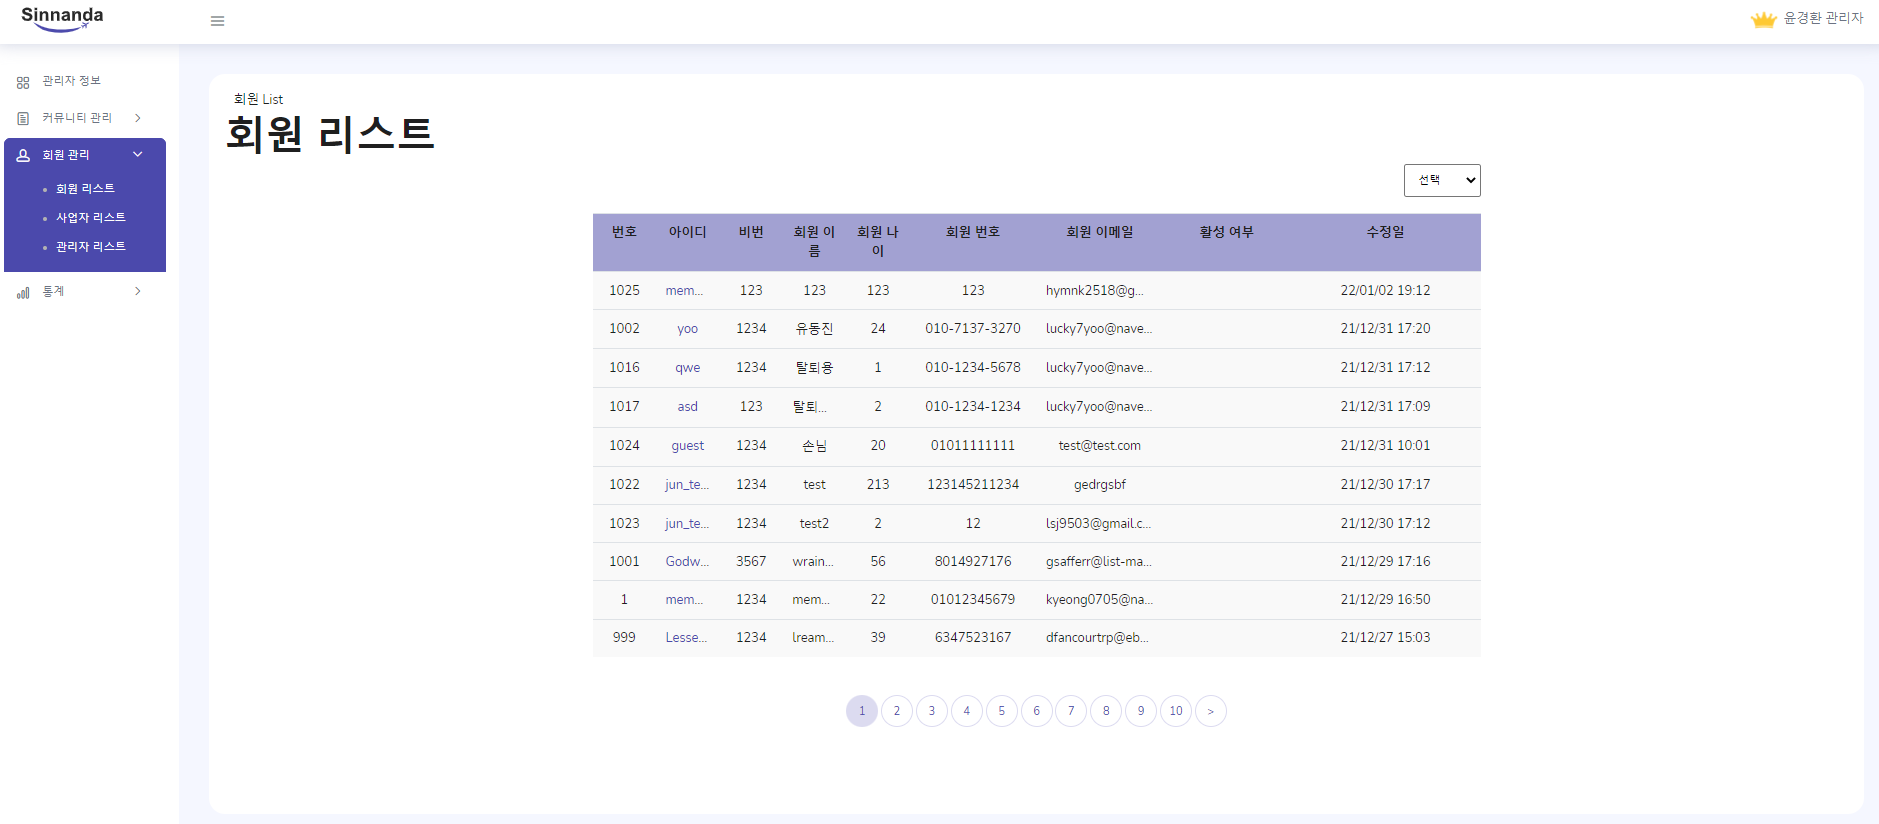 Sinnanda
윤경환 관리자
관리자 정보
커뮤니티 관리
회원 관리
회원 리스트
사업자 리스트
관리자 리스트
통계
회원 List
회원 리스트
선택
번호 아이디 비번 회원 이름 회원 나이 회원 번호 회원 이메일 활성 여부 수정일
1025 mem... 123 123 123 123 hymnk2518@g... 22/01/02 19:12
1002 yoo 1234 유동진 24 010-7137-3270 lucky7yoo@nave... 21/12/31 17:20
1016 qwe 1234 탈퇴용 1 010-1234-5678 lucky7yoo@nave... 21/12/31 17:12
1017 asd 123 탈퇴... 2 010-1234-1234 lucky7yoo@nave... 21/12/31 17:09
1024 guest 1234 손님 20 01011111111 test@test.com 21/12/31 10:01
1022 jun_te... 1234 test 213 123145211234 gedrgsbf 21/12/30 17:17
1023 jun_te... 1234 test2 2 12 lsj9503@gmail.c... 21/12/30 17:12
1001 Godw... 3567 wrain... 56 8014927176 gsafferr@list-ma... 21/12/29 17:16
1 mem... 1234 mem... 22 01012345679 kyeong0705@na... 21/12/29 16:50
999 Lesse... 1234 lream... 39 6347523167 dfancourtrp@eb... 21/12/27 15:03
1 2 3 4 5 6 7 8 9 10 >